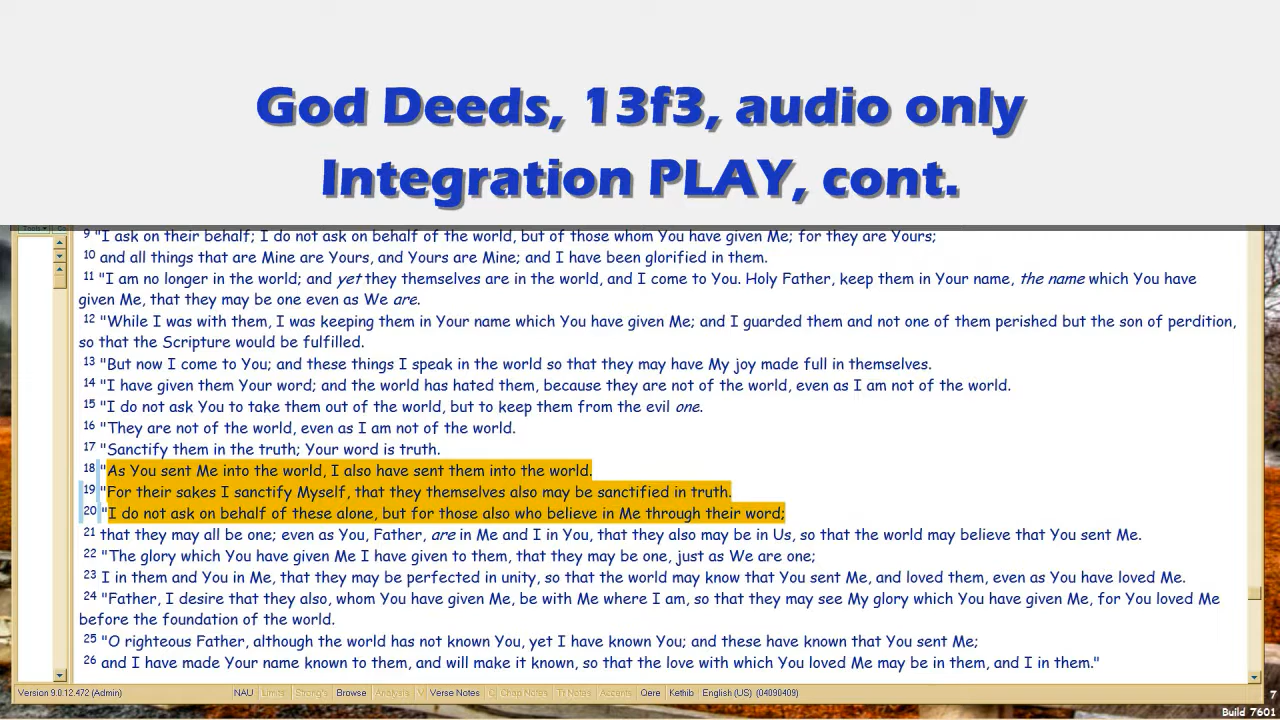 God Deeds, 13f3, audio only
Integration PLAY, cont.
9 "I ask on their behalf; I do not ask on behalf of the world, but of those whom You have given Me; for they are Yours;
10 and all things that are Mine are Yours, and Yours are Mine; and I have been glorified in them.
11 "I am no longer in the world; and yet they themselves are in the world, and I come to You. Holy Father, keep them in Your name, the name which You have
given Me, that they may be one even as We are.
12 "While I was with them, I was keeping them in Your name which You have given Me; and I guarded them and not one of them perished but the son of perdition,
so that the Scripture would be fulfilled.
13 "But now I come to You; and these things I speak in the world so that they may have My joy made full in themselves.
14 "I have given them Your word; and the world has hated them, because they are not of the world, even as I am not of the world.
15 "I do not ask You to take them out of the world, but to keep them from the evil one.
16 "They are not of the world, even as I am not of the world.
17 "Sanctify them in the truth; Your word is truth.
18 "As You sent Me into the world, I also have sent them into the world.
19 "For their sakes I sanctify Myself, that they themselves also may be sanctified in truth.
20 "I do not ask on behalf of these alone, but for those also who believe in Me through their word;
21 that they may all be one; even as You, Father, are in Me and I in You, that they also may be in Us, so that the world may believe that You sent Me.
22 "The glory which You have given Me I have given to them, that they may be one, just as We are one;
23 I in them and You in Me, that they may be perfected in unity, so that the world may know that You sent Me, and loved them, even as You have loved Me.
24 "Father, I desire that they also, whom You have given Me, be with Me where I am, so that they may see My glory which You have given Me, for You loved Me
before the foundation of the world.
25 "O righteous Father, although the world has not known You, yet I have known You; and these have known that You sent Me;
26 and I have made Your name known to them, and will make it known, so that the love with which You loved Me may be in them, and I in them."
Version 9.0.12.472 (Admin) NAU Limits Strong's Browse Analysis V Verse Notes Chap Notes Tt Notes Accents Qere Kethib English (US) (04090409)
7
Build 7601